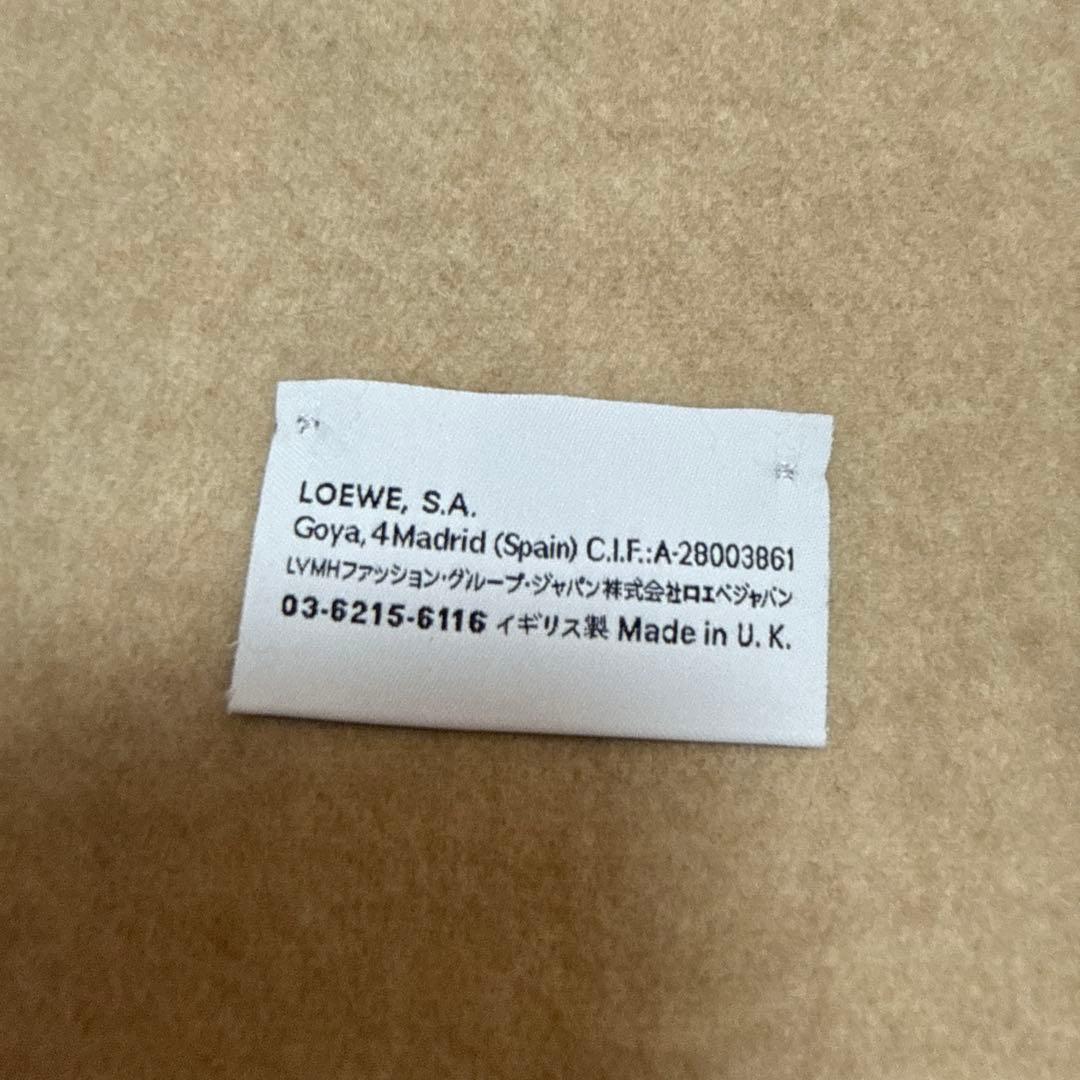 LOEWE, S.A.
Goya, 4 Madrid (Spain) C.I.F.:A-28003861
LVMHファッション・グループ・ジャパン株式会社ロエベジャパン
03-6215-6116 イギリス製 Made in U. K.